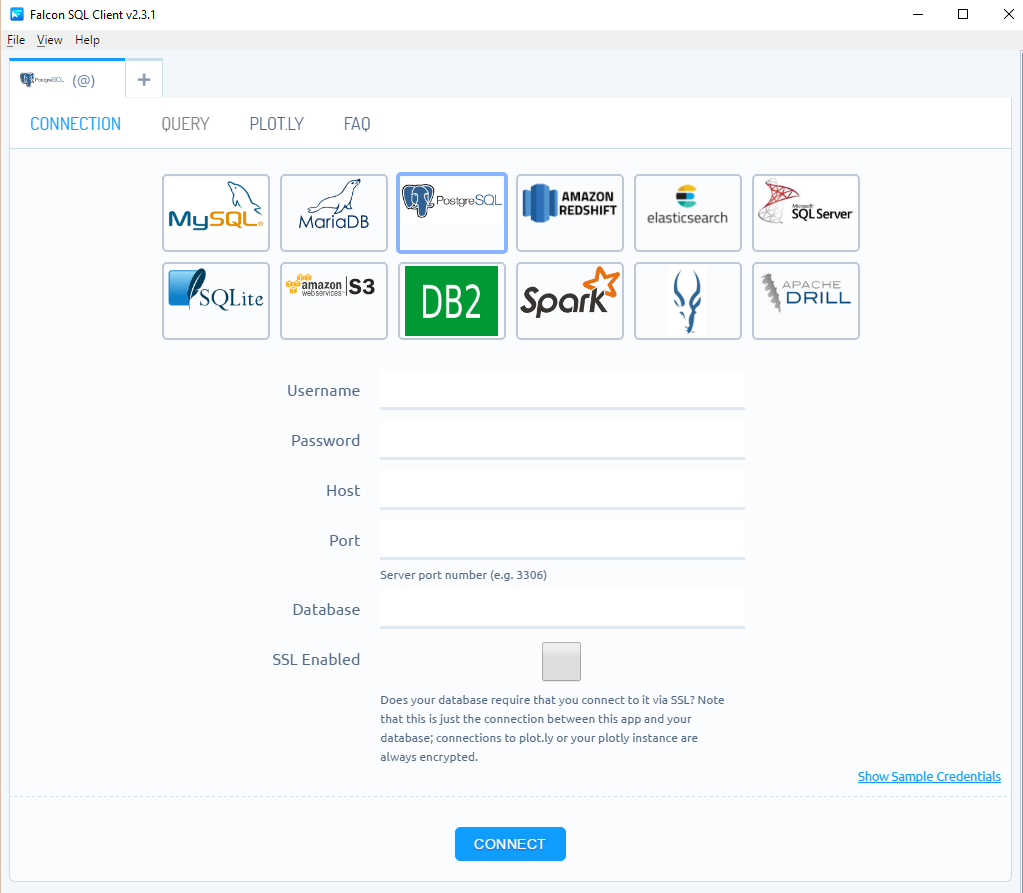 Falcon SQL Client v2.3.1
File View Help
PostgreSQL (@) +
CONNECTION QUERY PLOT.LY FAQ
MySQL
MariaDB
PostgreSQL
AMAZON
REDSHIFT
elasticsearch
Microsoft
SQL Server
SQLite
amazon
webservices S3
DB2
Spark
APACHE
DRILL
Username
Password
Host
Port
Server port number (e.g. 3306)
Database
SSL Enabled
Does your database require that you connect to it via SSL? Note
that this is just the connection between this app and your
database; connections to plot.ly or your plotly instance are
always encrypted.
Show Sample Credentials
CONNECT